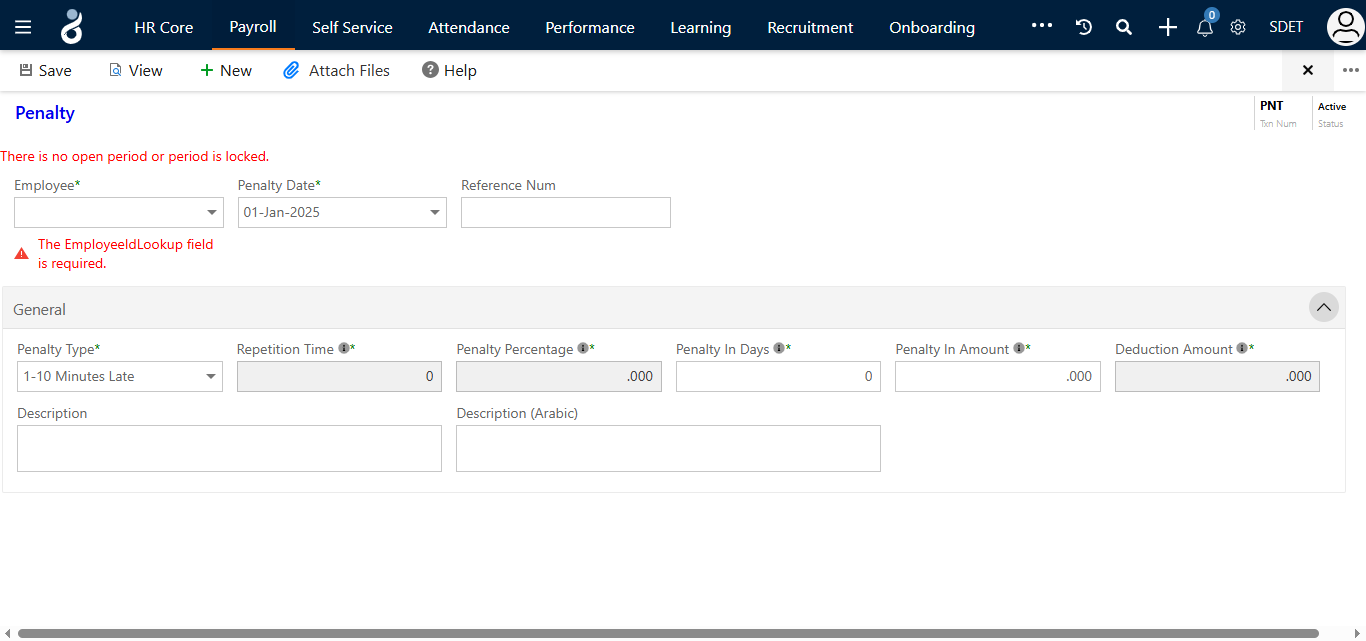 HR Core Payroll Self Service Attendance Performance Learning Recruitment Onboarding 0 SDET
Save View New Attach Files Help
Penalty PNT Active
Txn Num Status
There is no open period or period is locked.
Employee* Penalty Date* Reference Num
01-Jan-2025
The EmployeeIdLookup field
is required.
General
Penalty Type* Repetition Time * Penalty Percentage * Penalty In Days * Penalty In Amount * Deduction Amount *
1-10 Minutes Late 0 .000 0 .000 .000
Description Description (Arabic)